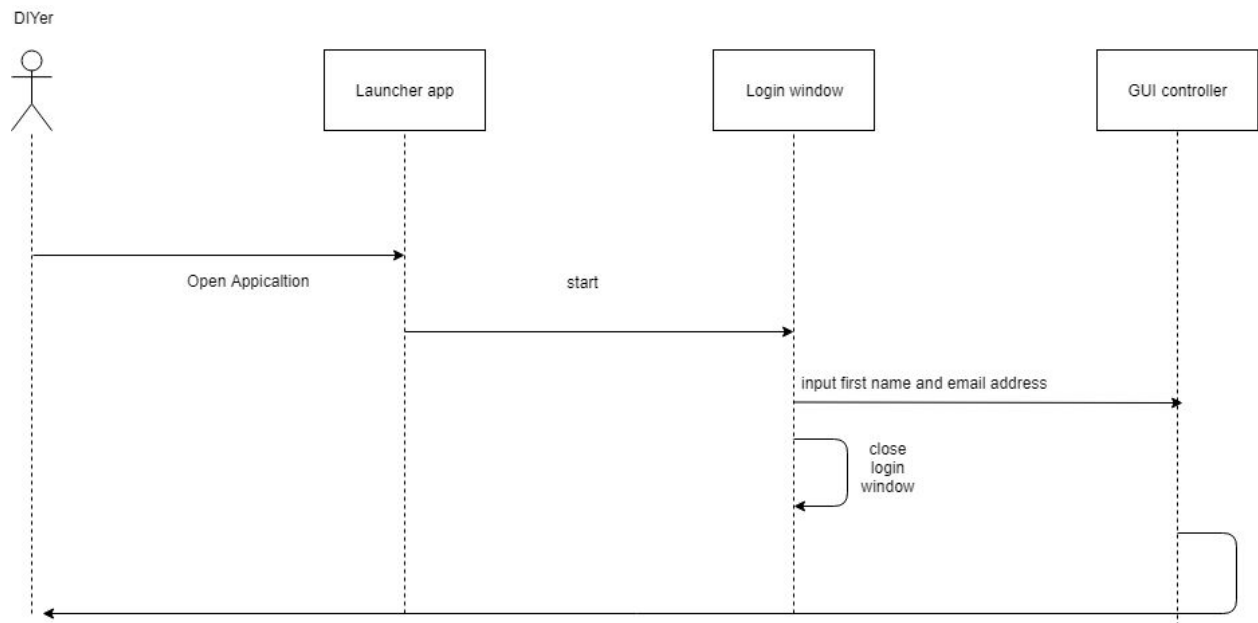 DIYer
Launcher app
Login window
GUI controller
Open Appicaltion
start
input first name and email address
close
login
window